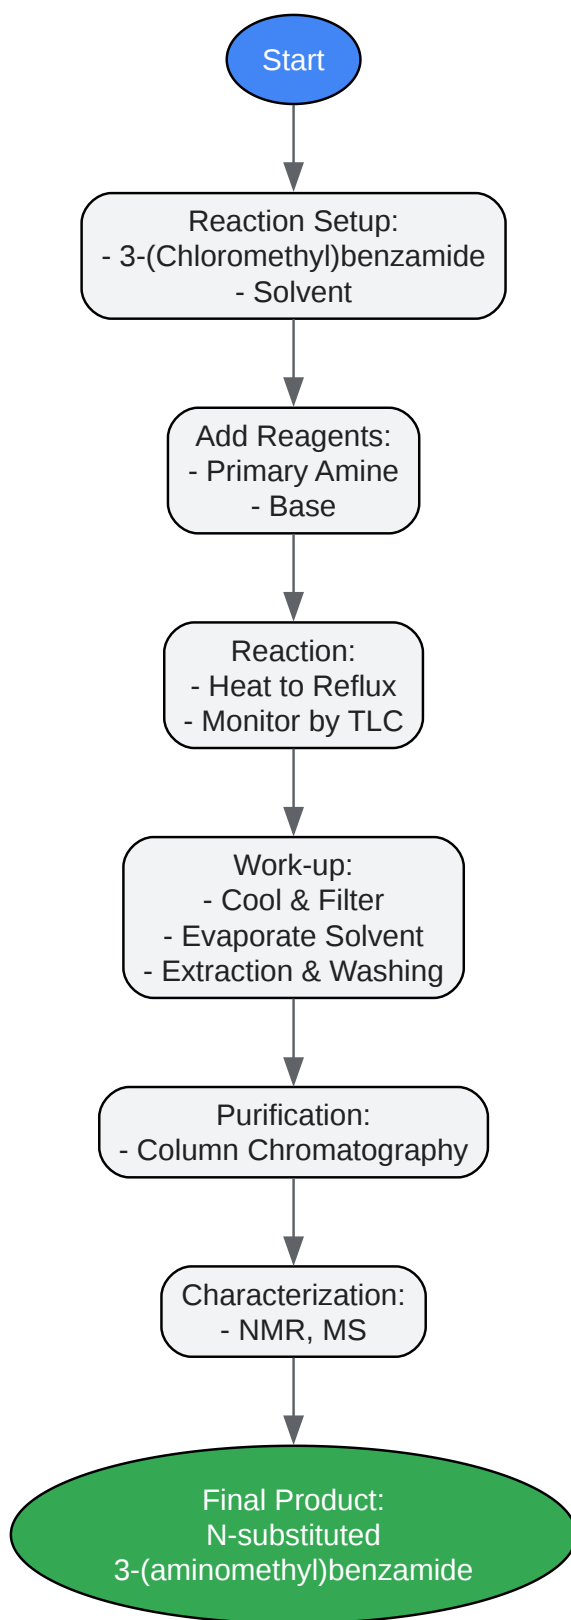 Start
Reaction Setup:
- 3-(Chloromethyl)benzamide
- Solvent
Add Reagents:
- Primary Amine
- Base
Reaction:
- Heat to Reflux
- Monitor by TLC
Work-up:
- Cool & Filter
- Evaporate Solvent
- Extraction & Washing
Purification:
- Column Chromatography
Characterization:
- NMR, MS
Final Product:
N-substituted
3-(aminomethyl)benzamide